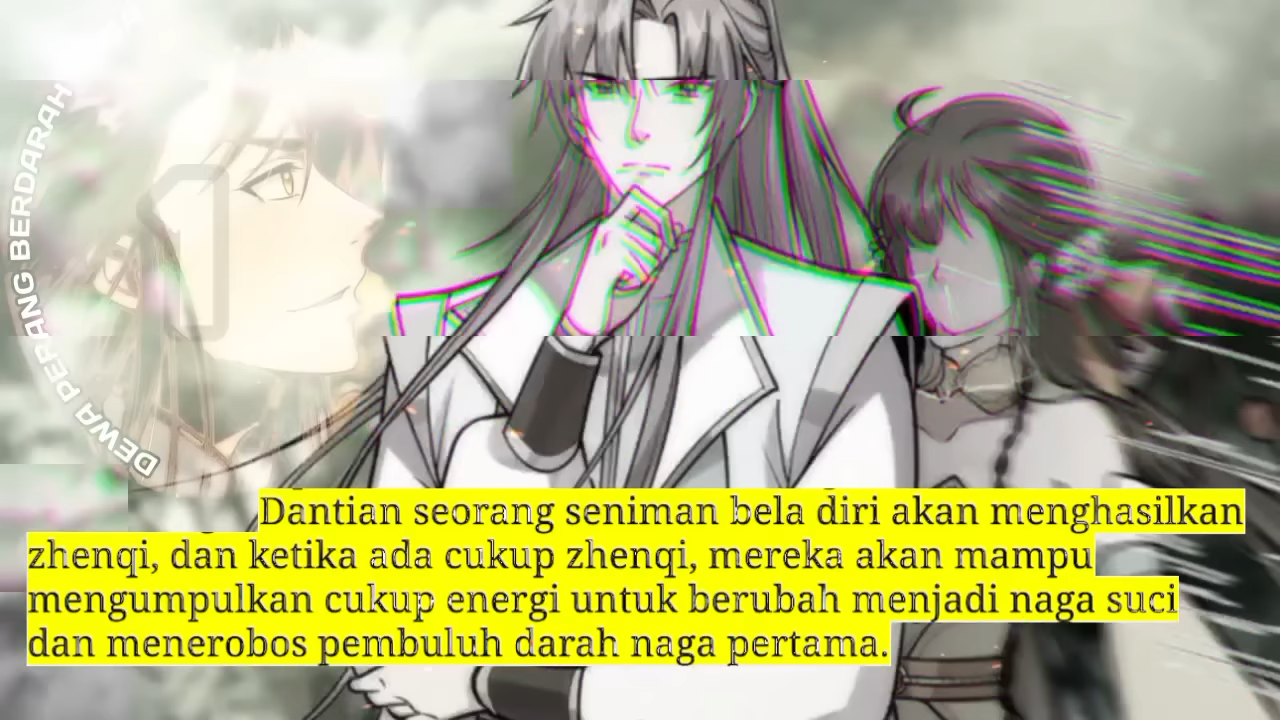 DEWA PERANG BERDARAH
1
Dantian seorang seniman bela diri akan menghasilkan
zhenqi, dan ketika ada cukup zhenqi, mereka akan mampu
mengumpulkan cukup energi untuk berubah menjadi naga suci
dan menerobos pembuluh darah naga pertama.